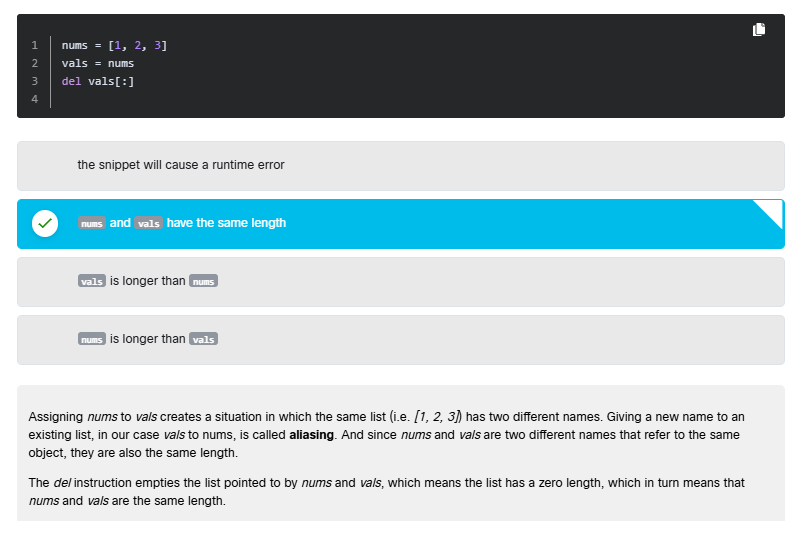 1 nums = [1, 2, 3]
2 vals = nums
3 del vals[:]
4
the snippet will cause a runtime error
nums and vals have the same length
vals is longer than nums
nums is longer than vals
Assigning nums to vals creates a situation in which the same list (i.e. [1, 2, 3]) has two different names. Giving a new name to an
existing list, in our case vals to nums, is called aliasing. And since nums and vals are two different names that refer to the same
object, they are also the same length.
The del instruction empties the list pointed to by nums and vals, which means the list has a zero length, which in turn means that
nums and vals are the same length.